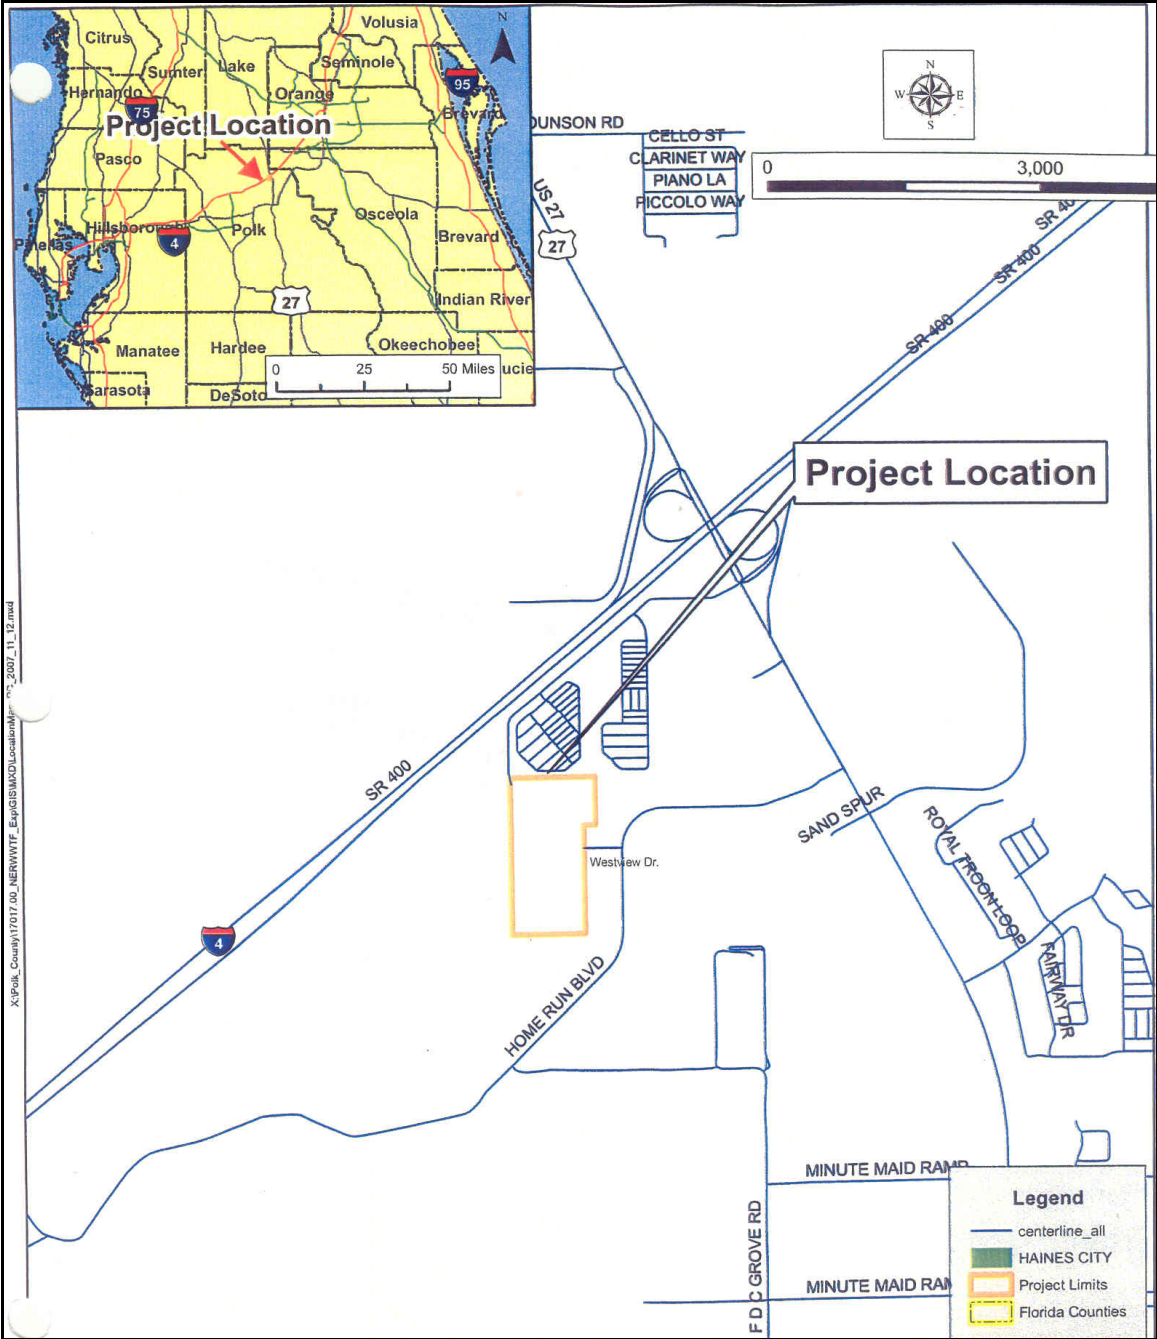 Citrus
Volusia
N
Sumter
Lake
Seminole
Hernando
75
Orange
95
Brevard
Project Location
Pasco
Osceola
Hillsborough
Polk
Pinellas
4
Brevard
27
Indian River
Manatee
Hardee
Okeechobee
0 25 50 Miles
ucie
Sarasota
DeSoto
N
W E
S
0 3,000
DUNSON RD
CELLO ST
CLARINET WAY
PIANO LA
PICCOLO WAY
US 27
27
SR 40
SR 400
SR 400
Project Location
SR 400
SAND SPUR
ROYAL TROON LOOP
Westview Dr.
4
FAIRWAY DR
HOME RUN BLVD
MINUTE MAID RAMP
F D C GROVE RD
MINUTE MAID RAM
Legend
centerline_all
HAINES CITY
Project Limits
Florida Counties